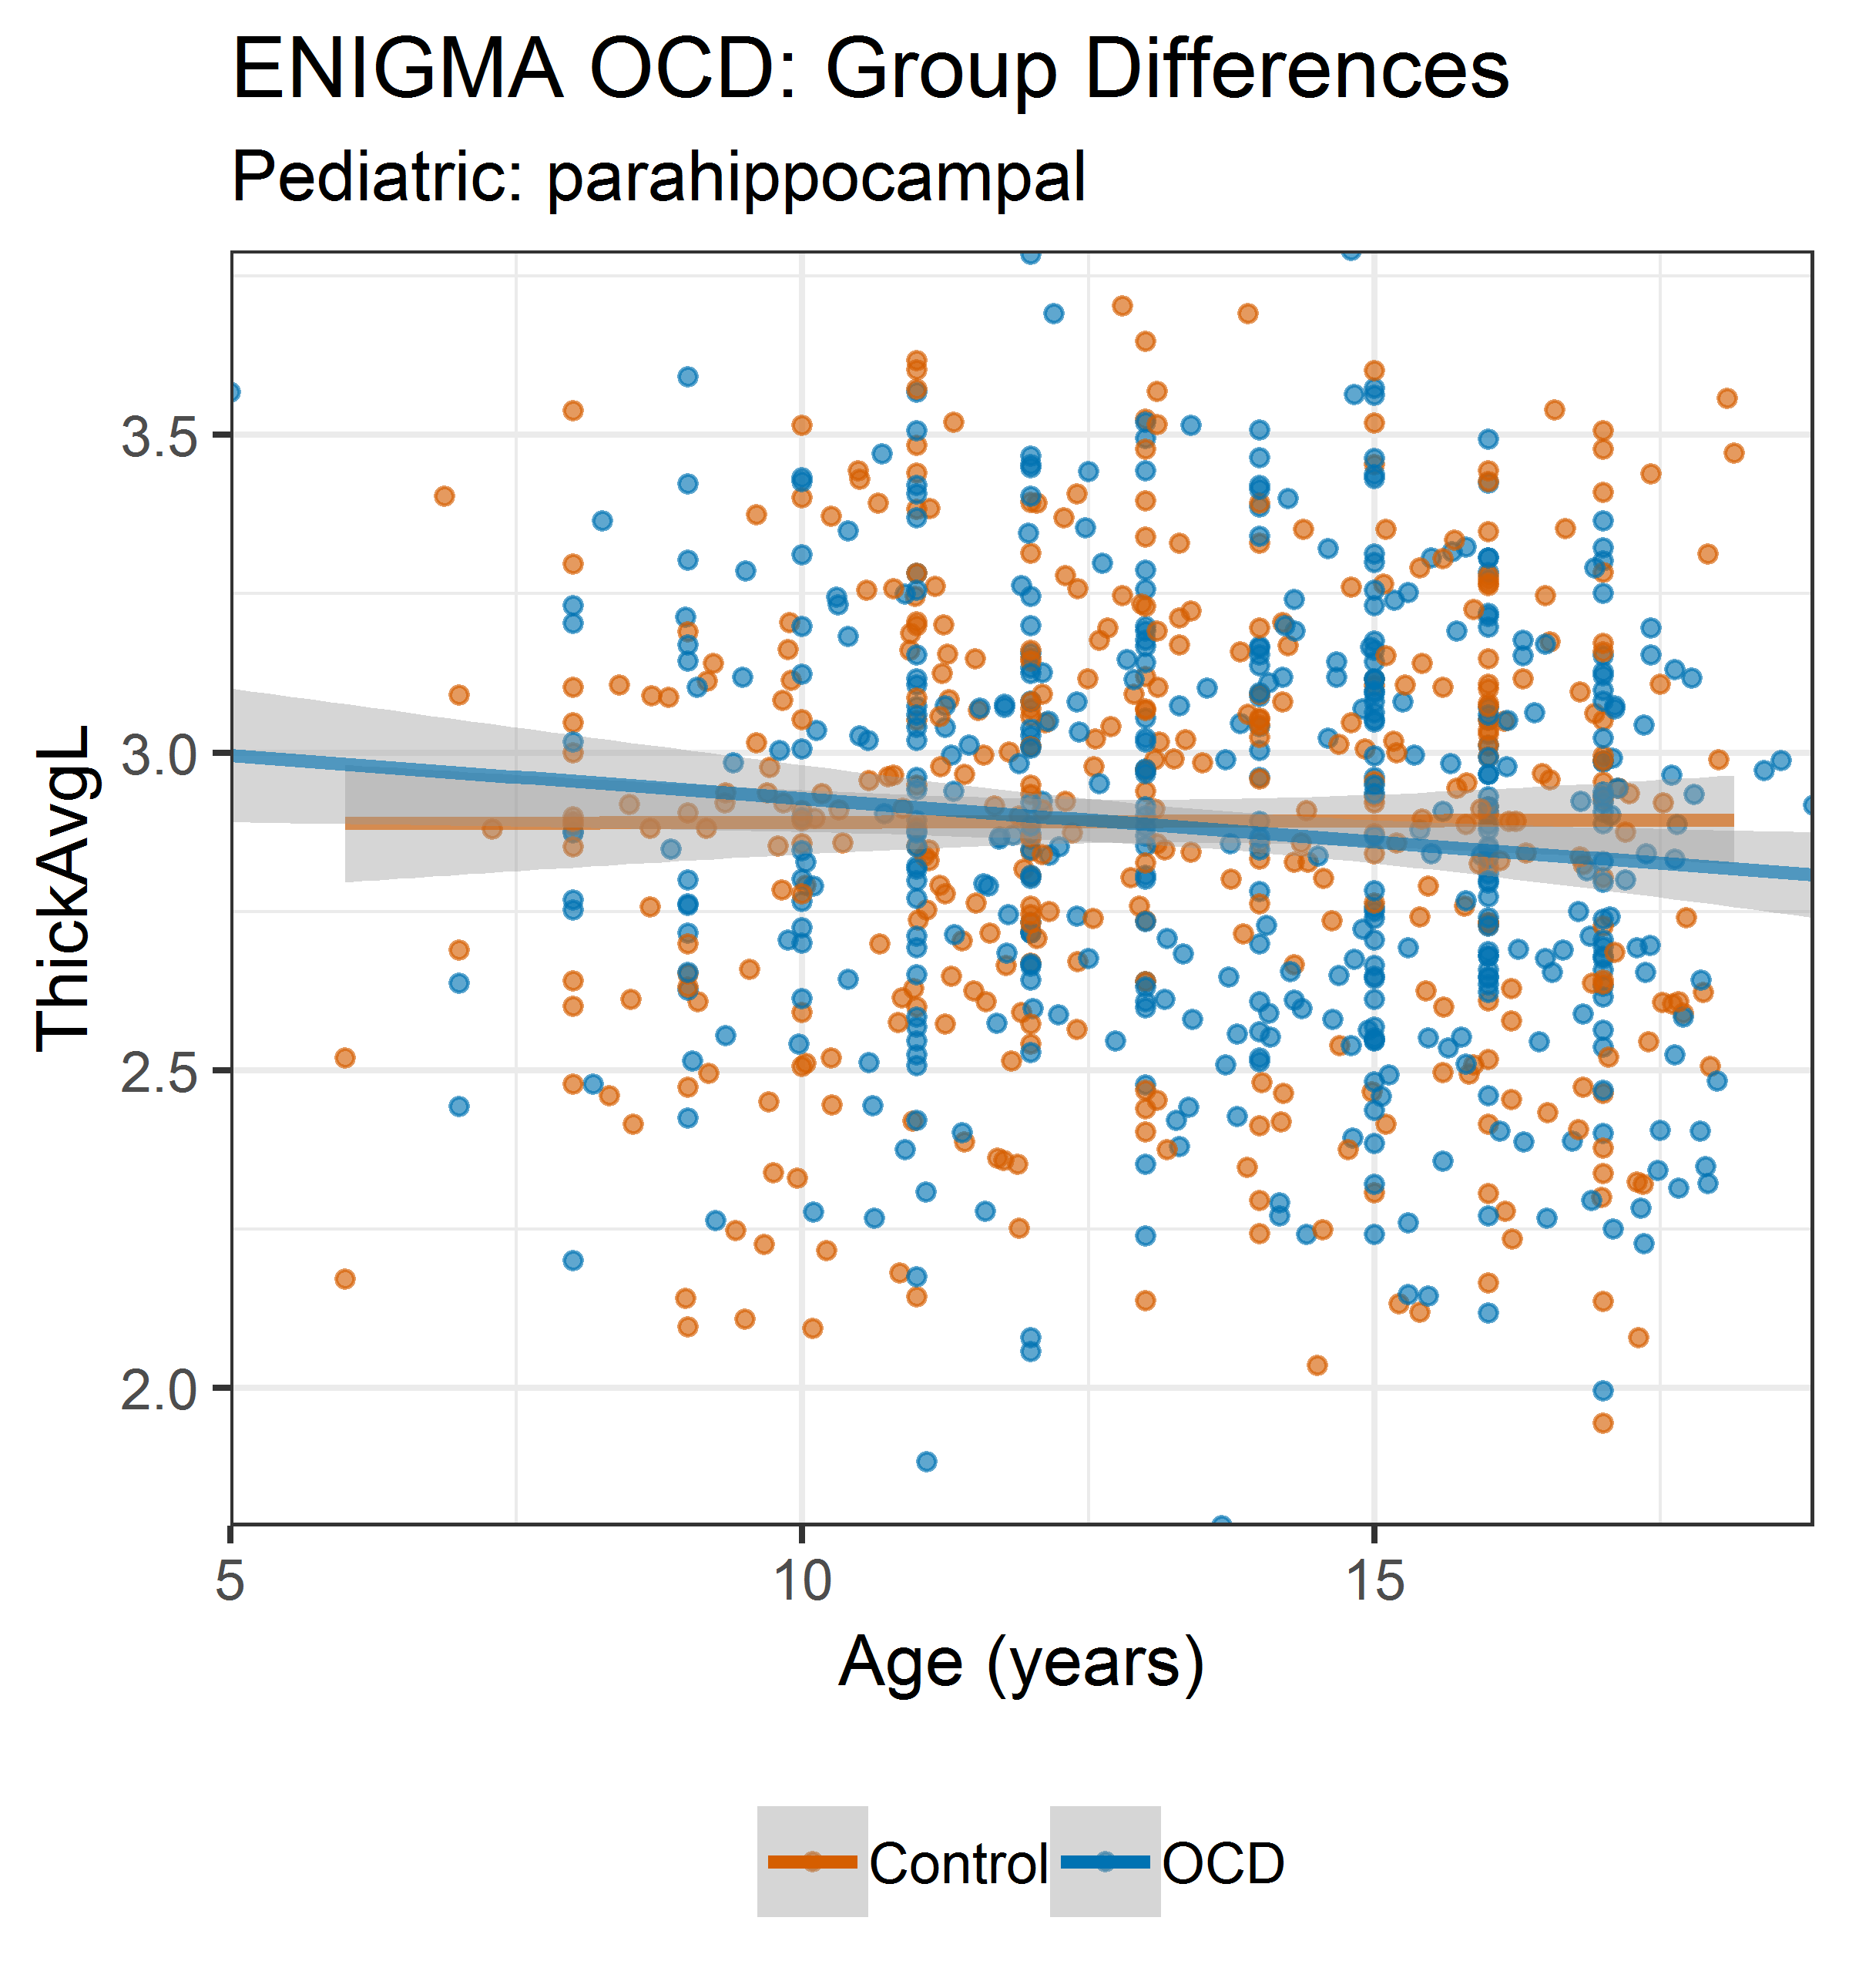 ENIGMA OCD: Group Differences
Pediatric: parahippocampal
ThickAvgL
3.5
3.0
2.5
2.0
5 10 15
Age (years)
Control OCD